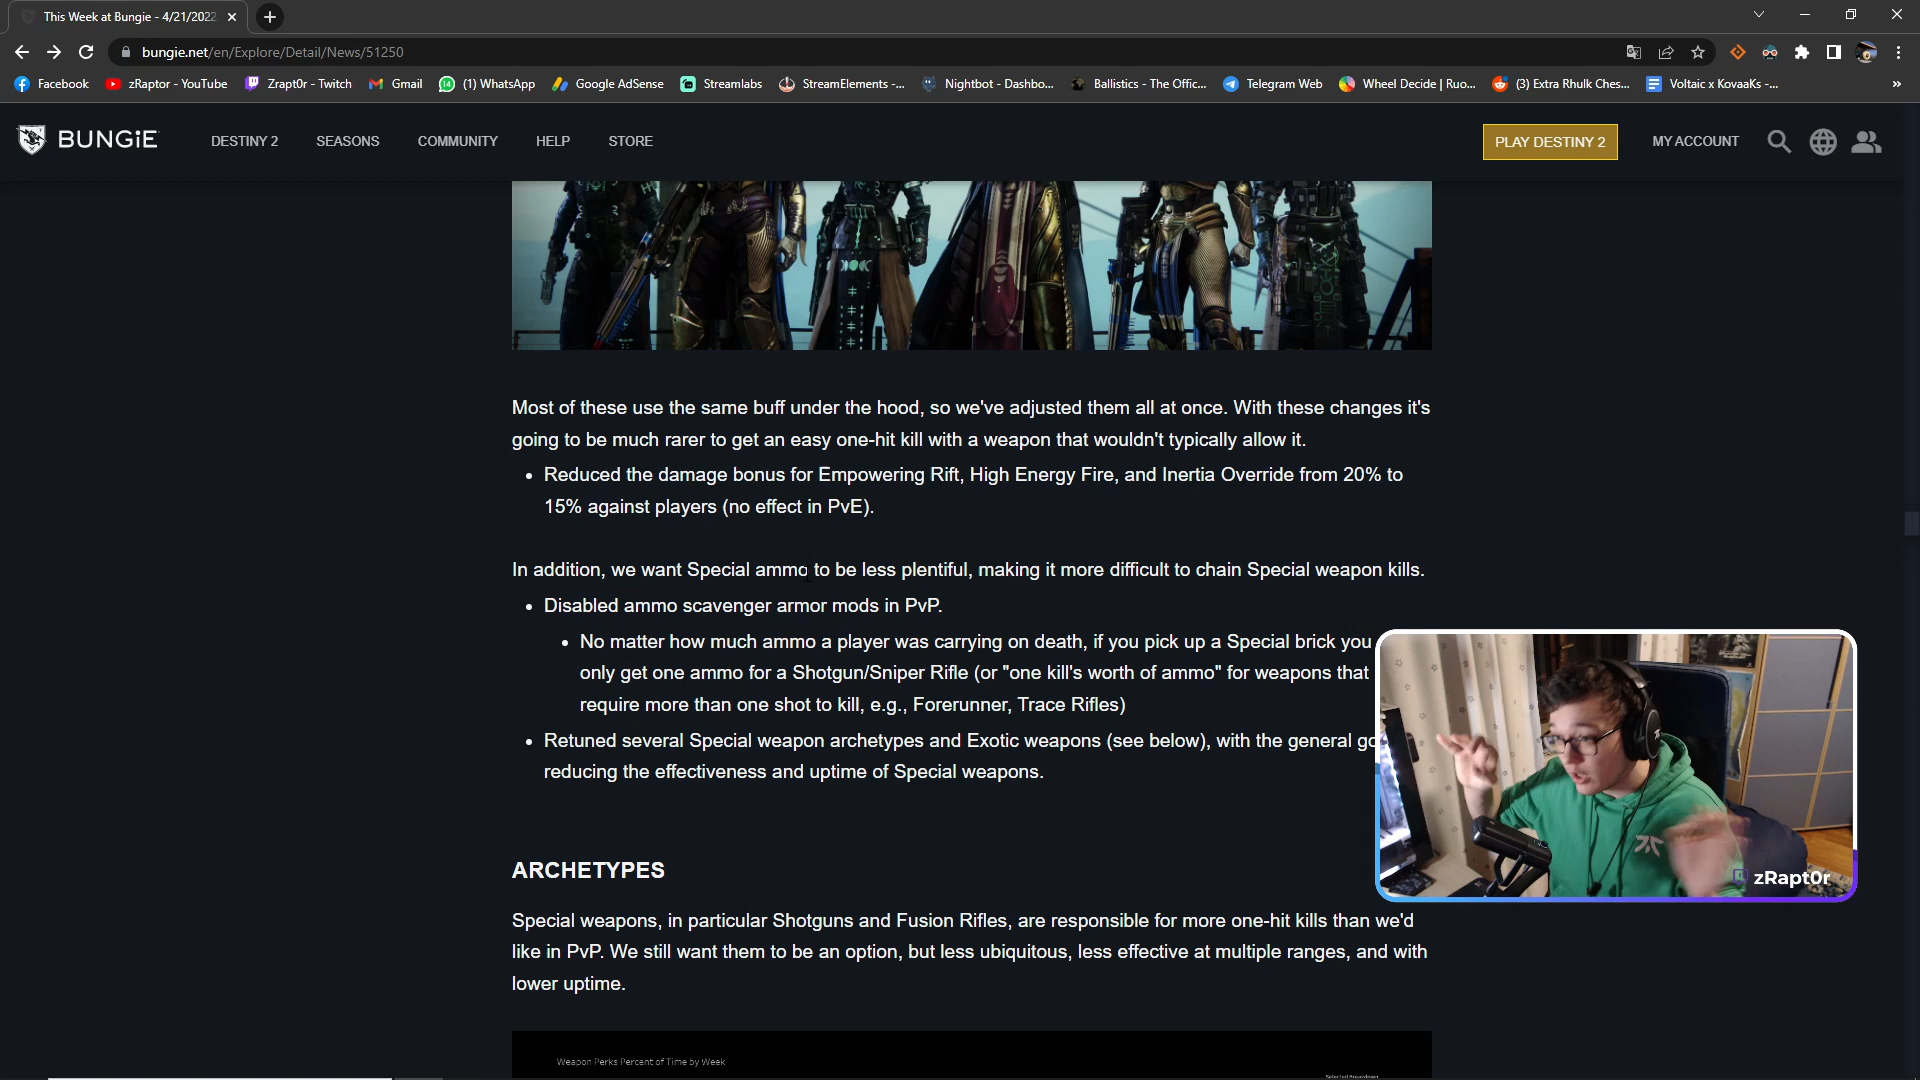 This Week at Bungie - 4/21/2022
bungie.net/en/Explore/Detail/News/51250
Facebook
zRaptor - YouTube
Zrapt0r - Twitch
Gmail
(1) WhatsApp
Google AdSense
Streamlabs
StreamElements -...
Nightbot - Dashbo...
Ballistics - The Offic...
Telegram Web
Wheel Decide | Ruo...
(3) Extra Rhulk Ches...
Voltaic x KovaaKs -...
»
BUNGiE
DESTINY 2
SEASONS
COMMUNITY
HELP
STORE
PLAY DESTINY 2
MY ACCOUNT
Most of these use the same buff under the hood, so we've adjusted them all at once. With these changes it's
going to be much rarer to get an easy one-hit kill with a weapon that wouldn't typically allow it.
• Reduced the damage bonus for Empowering Rift, High Energy Fire, and Inertia Override from 20% to
15% against players (no effect in PvE).
In addition, we want Special ammo to be less plentiful, making it more difficult to chain Special weapon kills.
• Disabled ammo scavenger armor mods in PvP.
• No matter how much ammo a player was carrying on death, if you pick up a Special brick you
only get one ammo for a Shotgun/Sniper Rifle (or "one kill's worth of ammo" for weapons that
require more than one shot to kill, e.g., Forerunner, Trace Rifles)
• Retuned several Special weapon archetypes and Exotic weapons (see below), with the general go
reducing the effectiveness and uptime of Special weapons.
zRapt0r
ARCHETYPES
Special weapons, in particular Shotguns and Fusion Rifles, are responsible for more one-hit kills than we'd
like in PvP. We still want them to be an option, but less ubiquitous, less effective at multiple ranges, and with
lower uptime.
Weapon Perks Percent of Time by Week
Selected Breakdown